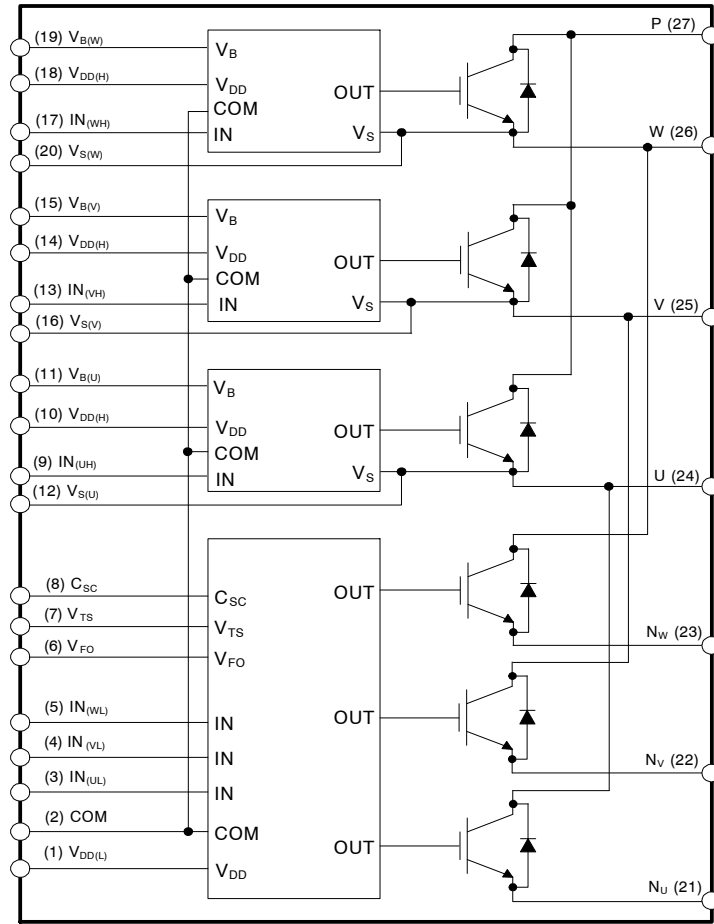 (19) V_B(W)
V_B
P (27)
(18) V_DD(H)
V_DD
OUT
COM
(17) IN_(WH)
IN
V_S
W (26)
(20) V_S(W)
(15) V_B(V)
V_B
(14) V_DD(H)
V_DD
OUT
COM
(13) IN_(VH)
IN
V_S
V (25)
(16) V_S(V)
(11) V_B(U)
V_B
(10) V_DD(H)
V_DD
OUT
COM
(9) IN_(UH)
IN
V_S
U (24)
(12) V_S(U)
(8) C_SC
C_SC
OUT
(7) V_TS
V_TS
(6) V_FO
V_FO
N_W (23)
(5) IN_(WL)
IN
OUT
(4) IN_(VL)
IN
N_V (22)
(3) IN_(UL)
IN
(2) COM
COM
OUT
(1) V_DD(L)
V_DD
N_U (21)